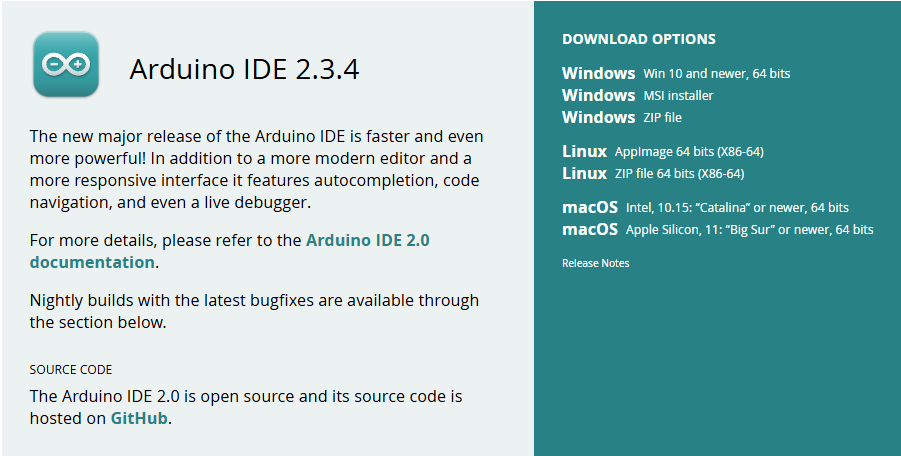 Arduino IDE 2.3.4
The new major release of the Arduino IDE is faster and even
more powerful! In addition to a more modern editor and a
more responsive interface it features autocompletion, code
navigation, and even a live debugger.
For more details, please refer to the Arduino IDE 2.0
documentation.
Nightly builds with the latest bugfixes are available through
the section below.
SOURCE CODE
The Arduino IDE 2.0 is open source and its source code is
hosted on GitHub.
DOWNLOAD OPTIONS
Windows Win 10 and newer, 64 bits
Windows MSI installer
Windows ZIP file
Linux AppImage 64 bits (X86-64)
Linux ZIP file 64 bits (X86-64)
macOS Intel, 10.15: “Catalina” or newer, 64 bits
macOS Apple Silicon, 11: “Big Sur” or newer, 64 bits
Release Notes